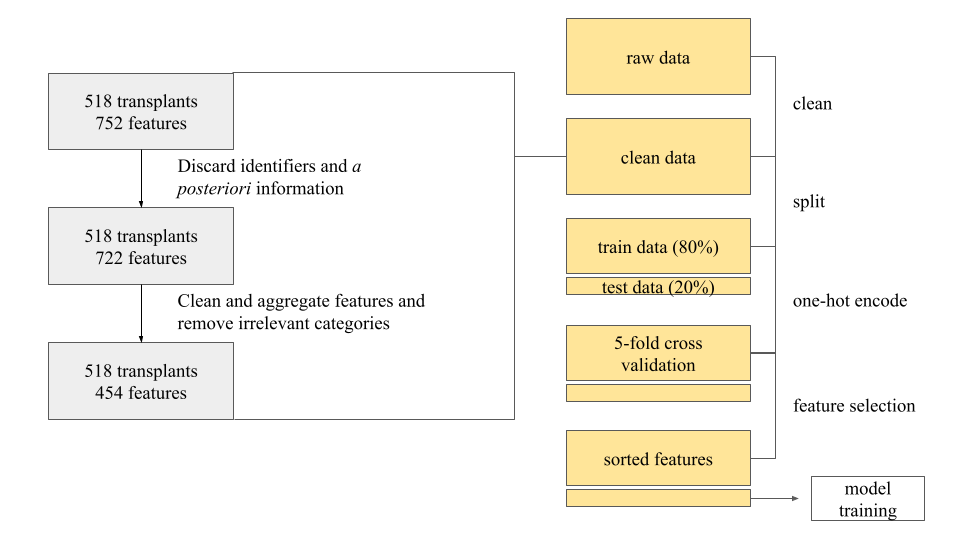 518 transplants
752 features
Discard identifiers and a
posteriori information
518 transplants
722 features
Clean and aggregate features and
remove irrelevant categories
518 transplants
454 features
raw data
clean
clean data
split
train data (80%)
test data (20%)
one-hot encode
5-fold cross
validation
feature selection
sorted features
model
training